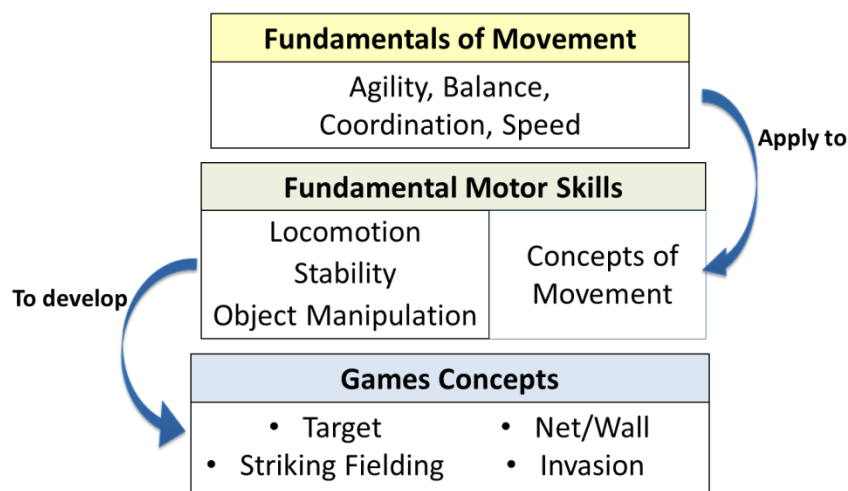 Fundamentals of Movement
Agility, Balance,
Coordination, Speed
Apply to
Fundamental Motor Skills
Locomotion
Stability
Object Manipulation
Concepts of
Movement
To develop
Games Concepts
• Target
• Net/Wall
• Striking Fielding
• Invasion